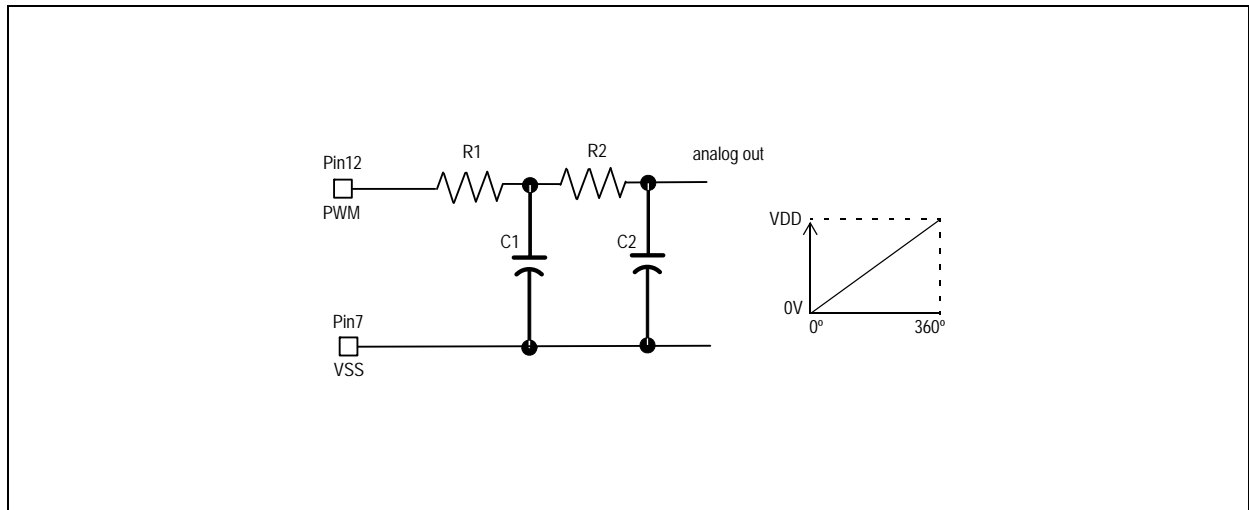 R1
R2
analog out
Pin12
PWM
C1
C2
VDD
0V
0º
360º
Pin7
VSS